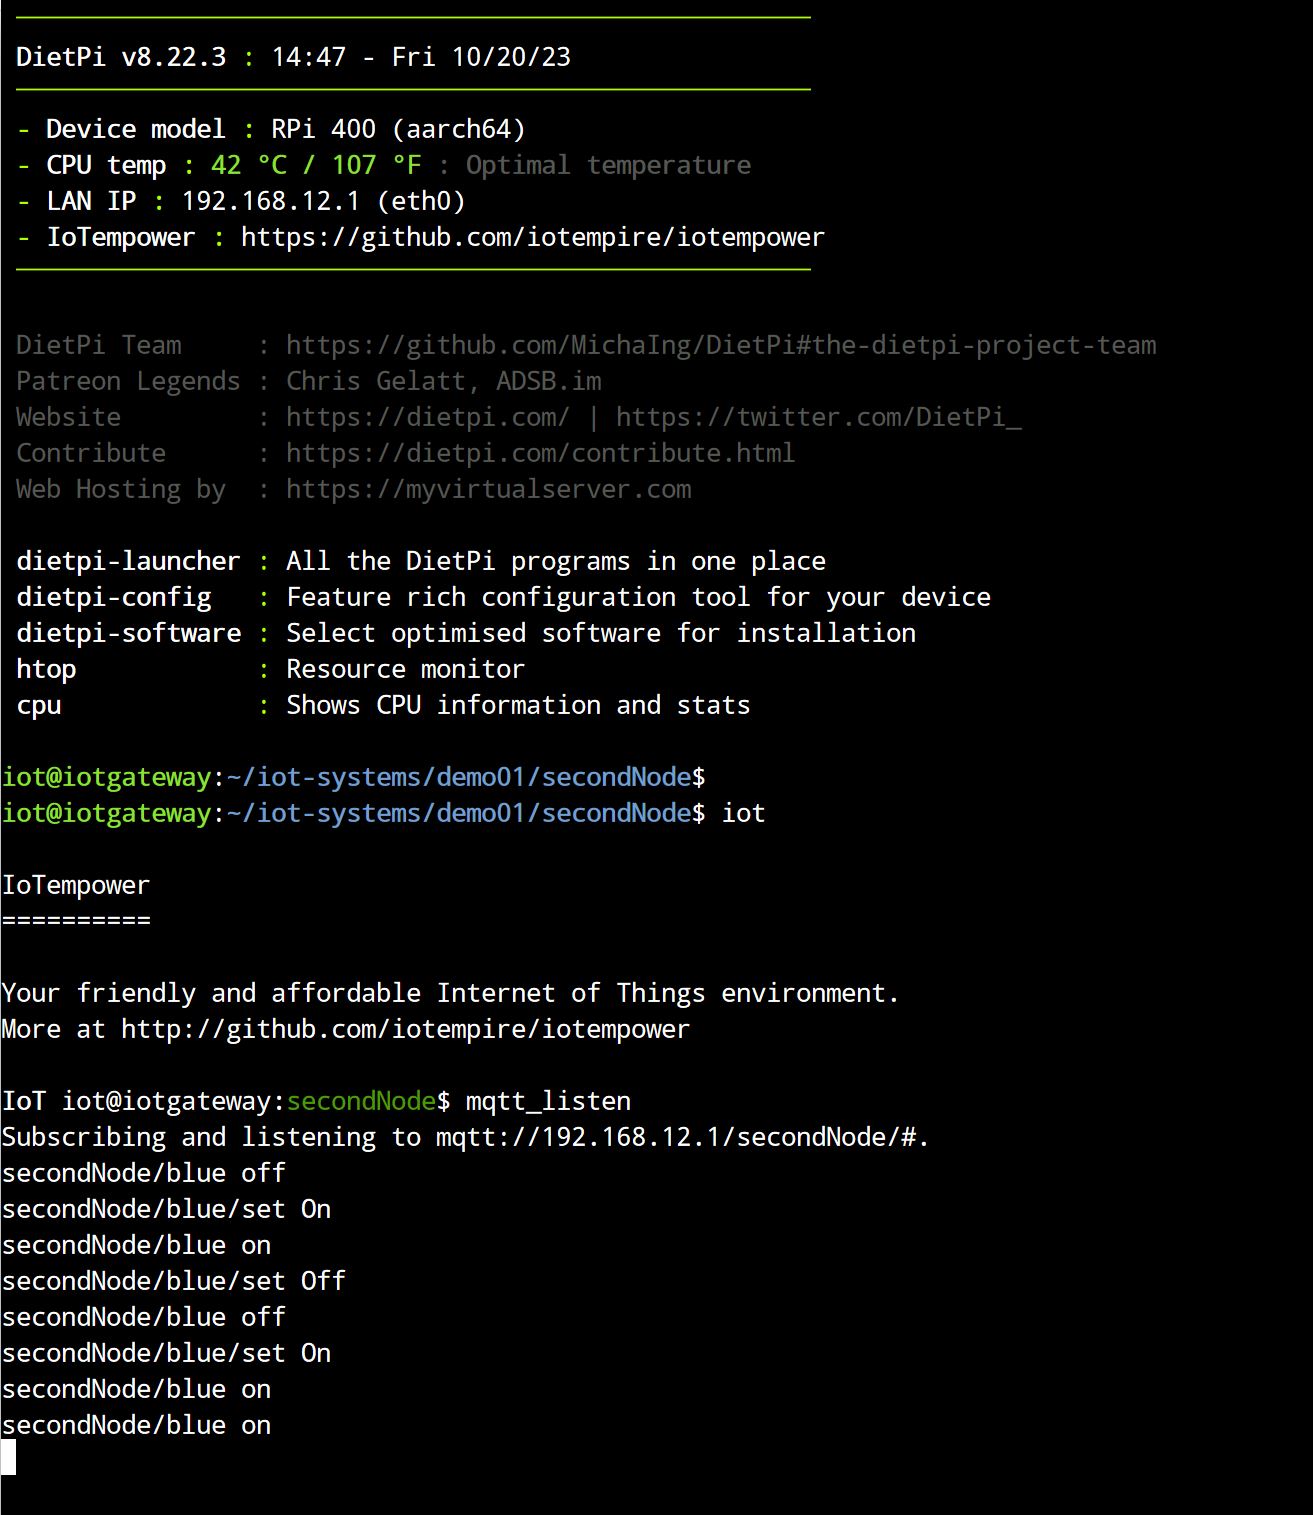 DietPi v8.22.3 : 14:47 - Fri 10/20/23
- Device model : RPi 400 (aarch64)
- CPU temp : 42 °C / 107 °F : Optimal temperature
- LAN IP : 192.168.12.1 (eth0)
- IoTempower : https://github.com/iotempire/iotempower
DietPi Team     : https://github.com/MichaIng/DietPi#the-dietpi-project-team
Patreon Legends : Chris Gelatt, ADSB.im
Website         : https://dietpi.com/ | https://twitter.com/DietPi_
Contribute      : https://dietpi.com/contribute.html
Web Hosting by  : https://myvirtualserver.com
dietpi-launcher : All the DietPi programs in one place
dietpi-config   : Feature rich configuration tool for your device
dietpi-software : Select optimised software for installation
htop            : Resource monitor
cpu             : Shows CPU information and stats
iot@iotgateway:~/iot-systems/demo01/secondNode$
iot@iotgateway:~/iot-systems/demo01/secondNode$ iot
IoTempower
==========
Your friendly and affordable Internet of Things environment.
More at http://github.com/iotempire/iotempower
IoT iot@iotgateway:secondNode$ mqtt_listen
Subscribing and listening to mqtt://192.168.12.1/secondNode/#.
secondNode/blue off
secondNode/blue/set On
secondNode/blue on
secondNode/blue/set Off
secondNode/blue off
secondNode/blue/set On
secondNode/blue on
secondNode/blue on